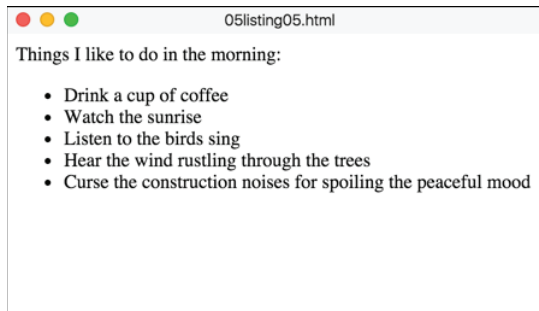 05listing05.html
Things I like to do in the morning:
• Drink a cup of coffee
• Watch the sunrise
• Listen to the birds sing
• Hear the wind rustling through the trees
• Curse the construction noises for spoiling the peaceful mood